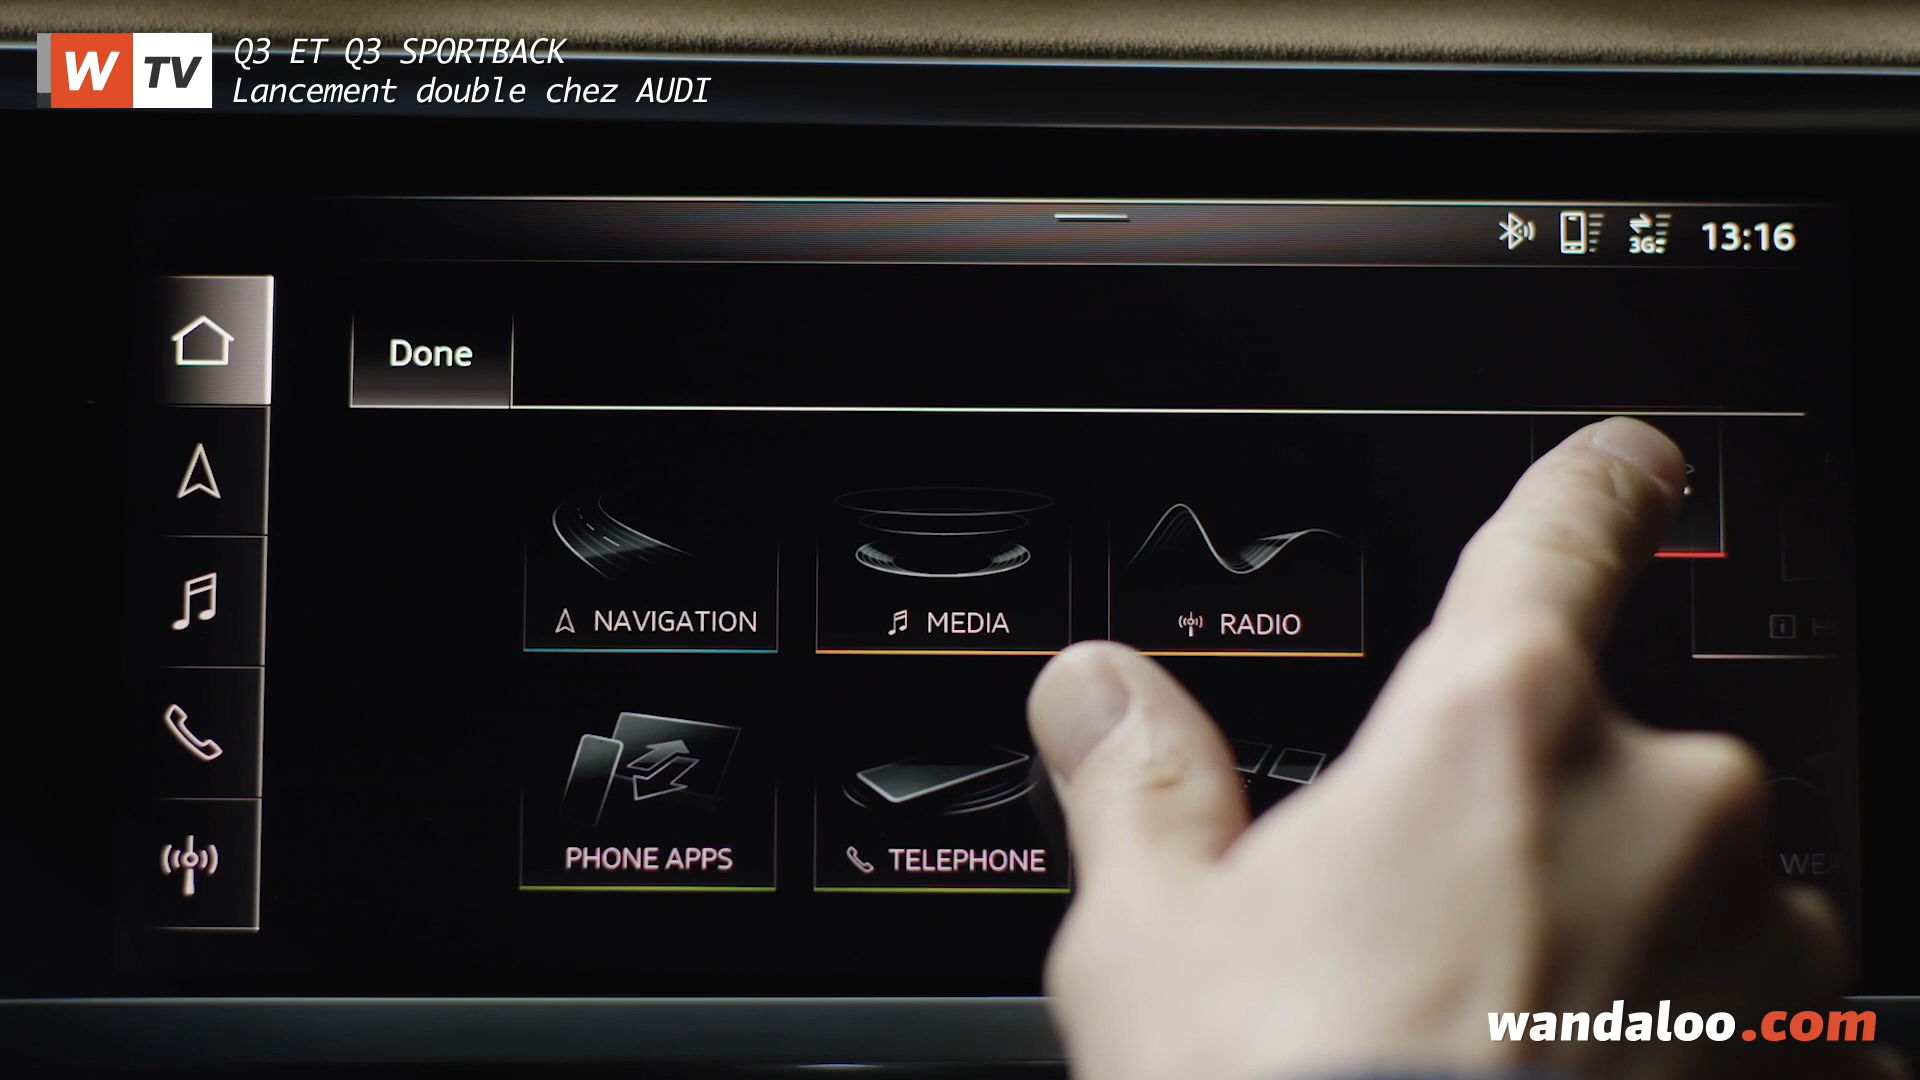 W TV
Q3 ET Q3 SPORTBACK
Lancement double chez AUDI
3G
13:16
Done
NAVIGATION
MEDIA
RADIO
PHONE APPS
TELEPHONE
wandaloo.com